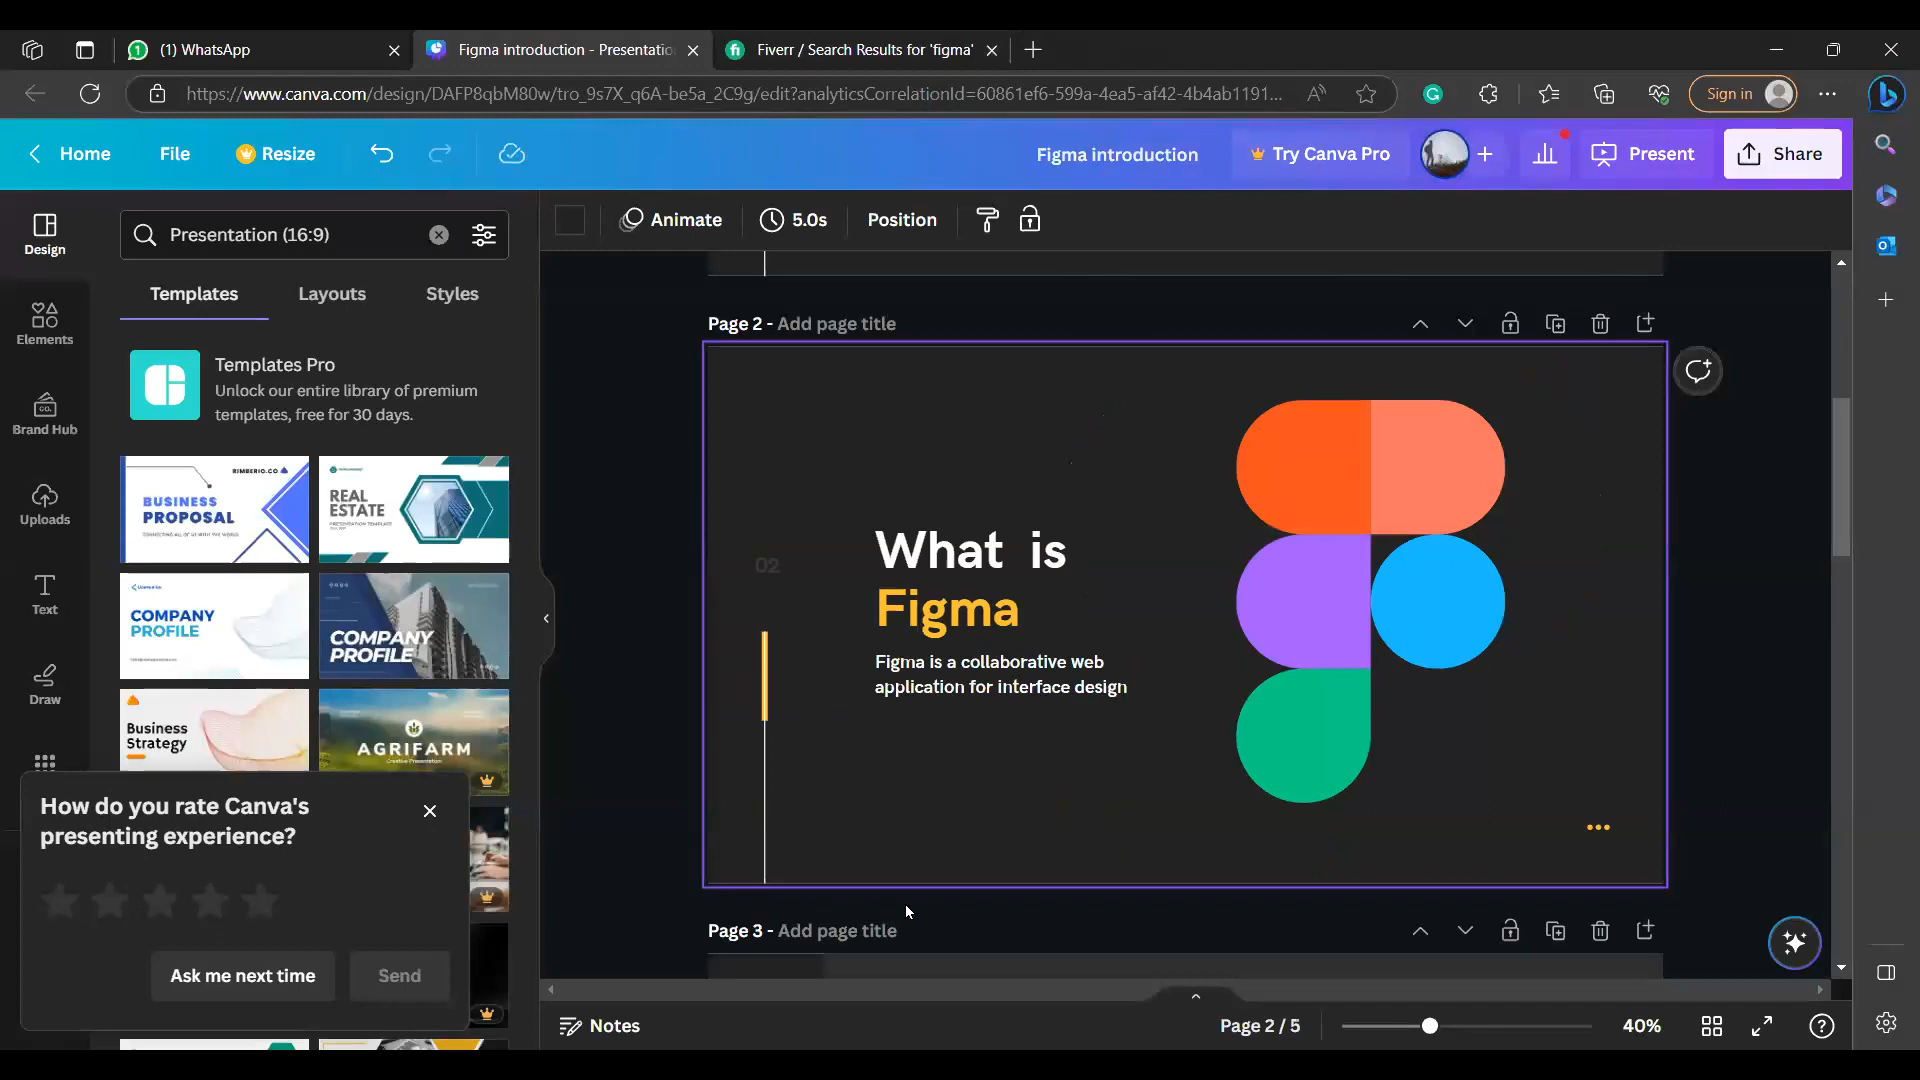 (1) WhatsApp
Figma introduction - Presentatio
Fiverr / Search Results for 'figma'
https://www.canva.com/design/DAFP8qbM80w/tro_9s7X_q6A-be5a_2C9g/edit?analyticsCorrelationId=60861ef6-599a-4ea5-af42-4b4ab1191...
Sign in
Home
File
Resize
Figma introduction
Try Canva Pro
Present
Share
Design
Elements
Brand Hub
Uploads
Text
Draw
Presentation (16:9)
Animate
5.0s
Position
Templates
Layouts
Styles
Templates Pro
Unlock our entire library of premium
templates, free for 30 days.
RIMBERIO.CO
BUSINESS
PROPOSAL
REAL
ESTATE
PRESENTATION TEMPLATE
COMPANY
PROFILE
COMPANY
PROFILE
Business
Strategy
AGRIFARM
Creative Presentation
How do you rate Canva's
presenting experience?
Ask me next time
Send
Page 2 - Add page title
02
What is
Figma
Figma is a collaborative web
application for interface design
Page 3 - Add page title
Notes
Page 2 / 5
40%